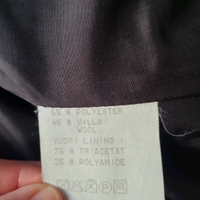 55 % POLYESTER
45 % VILLA
WOOL
VUORI LINING :
75 % TRIACETAT
25 % POLYAMIDE